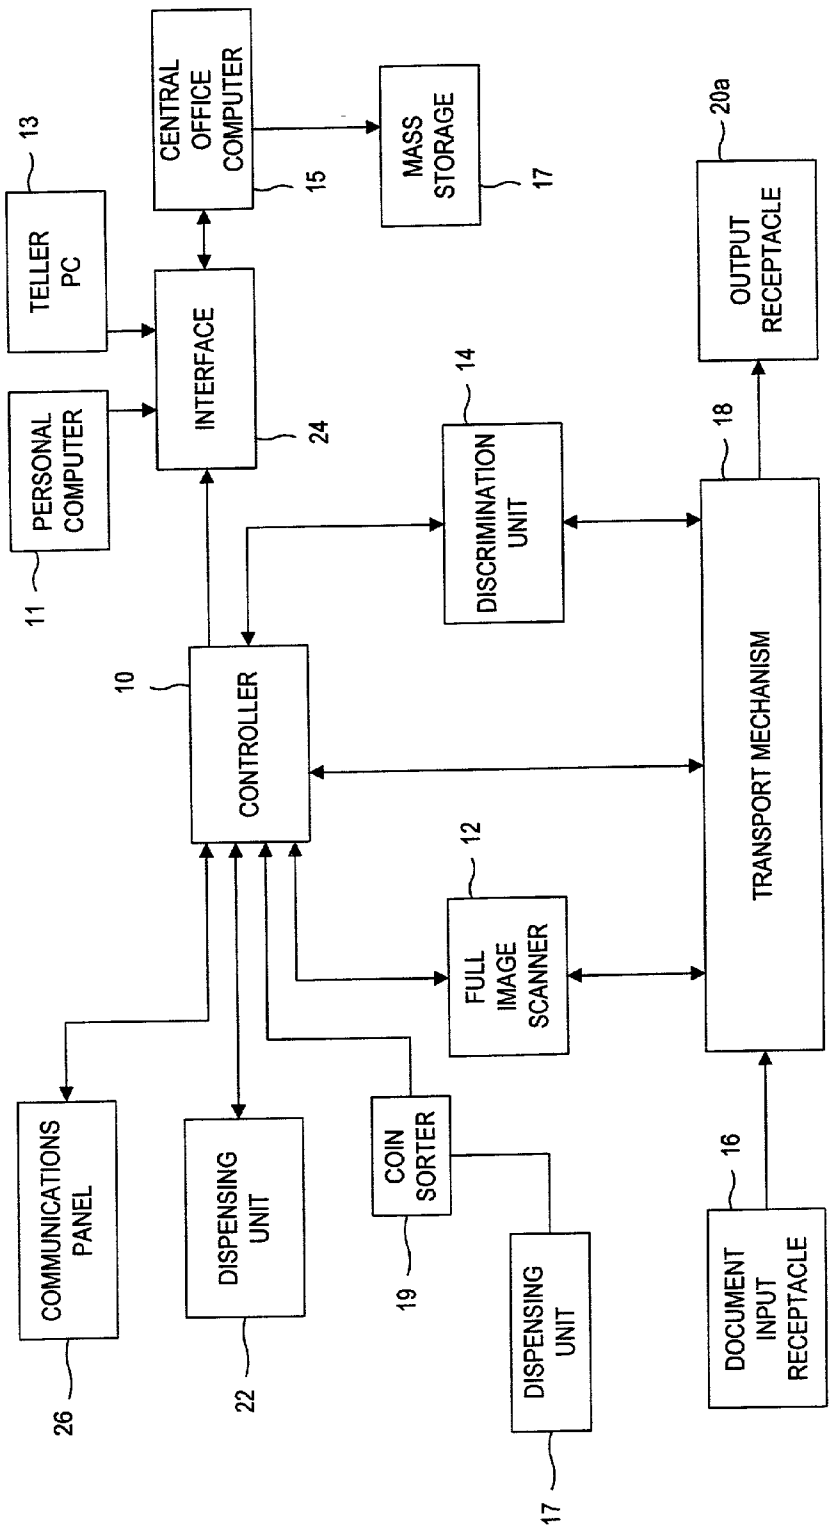 COMMUNICATIONS
PANEL
26
DISPENSING
UNIT
22
COIN
SORTER
19
DISPENSING
UNIT
17
DOCUMENT
INPUT
RECEPTACLE
16
FULL
IMAGE
SCANNER
12
CONTROLLER
10
TRANSPORT MECHANISM
18
DISCRIMINATION
UNIT
14
PERSONAL
COMPUTER
11
TELLER
PC
13
INTERFACE
24
CENTRAL
OFFICE
COMPUTER
15
MASS
STORAGE
17
OUTPUT
RECEPTACLE
20a